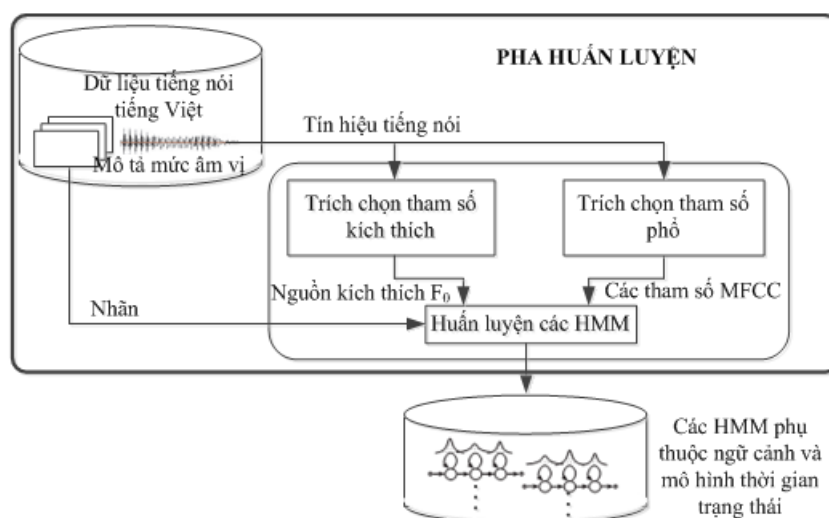 PHA HUẤN LUYỆN
Dữ liệu tiếng nói
tiếng Việt
Mô tả mức âm vị
Tín hiệu tiếng nói
Trích chọn tham số
kích thích
Trích chọn tham số
phổ
Nguồn kích thích F₀
Các tham số MFCC
Nhãn
Huấn luyện các HMM
Các HMM phụ
thuộc ngữ cảnh và
mô hình thời gian
trạng thái